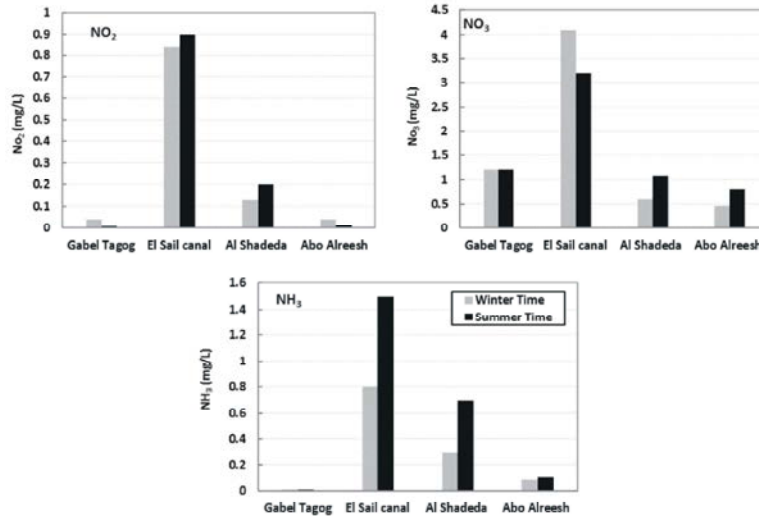 NO2
No2 (mg/L)
1
0.9
0.8
0.7
0.6
0.5
0.4
0.3
0.2
0.1
0
Gabel Tagog El Sail canal Al Shadeda Abo Alreesh
NO3
No3 (mg/L)
4.5
4
3.5
3
2.5
2
1.5
1
0.5
0
Gabel Tagog El Sail canal Al Shadeda Abo Alreesh
NH3
NH3 (mg/L)
1.6
1.4
1.2
1
0.8
0.6
0.4
0.2
0
Winter Time
Summer Time
Gabel Tagog El Sail canal Al Shadeda Abo Alreesh